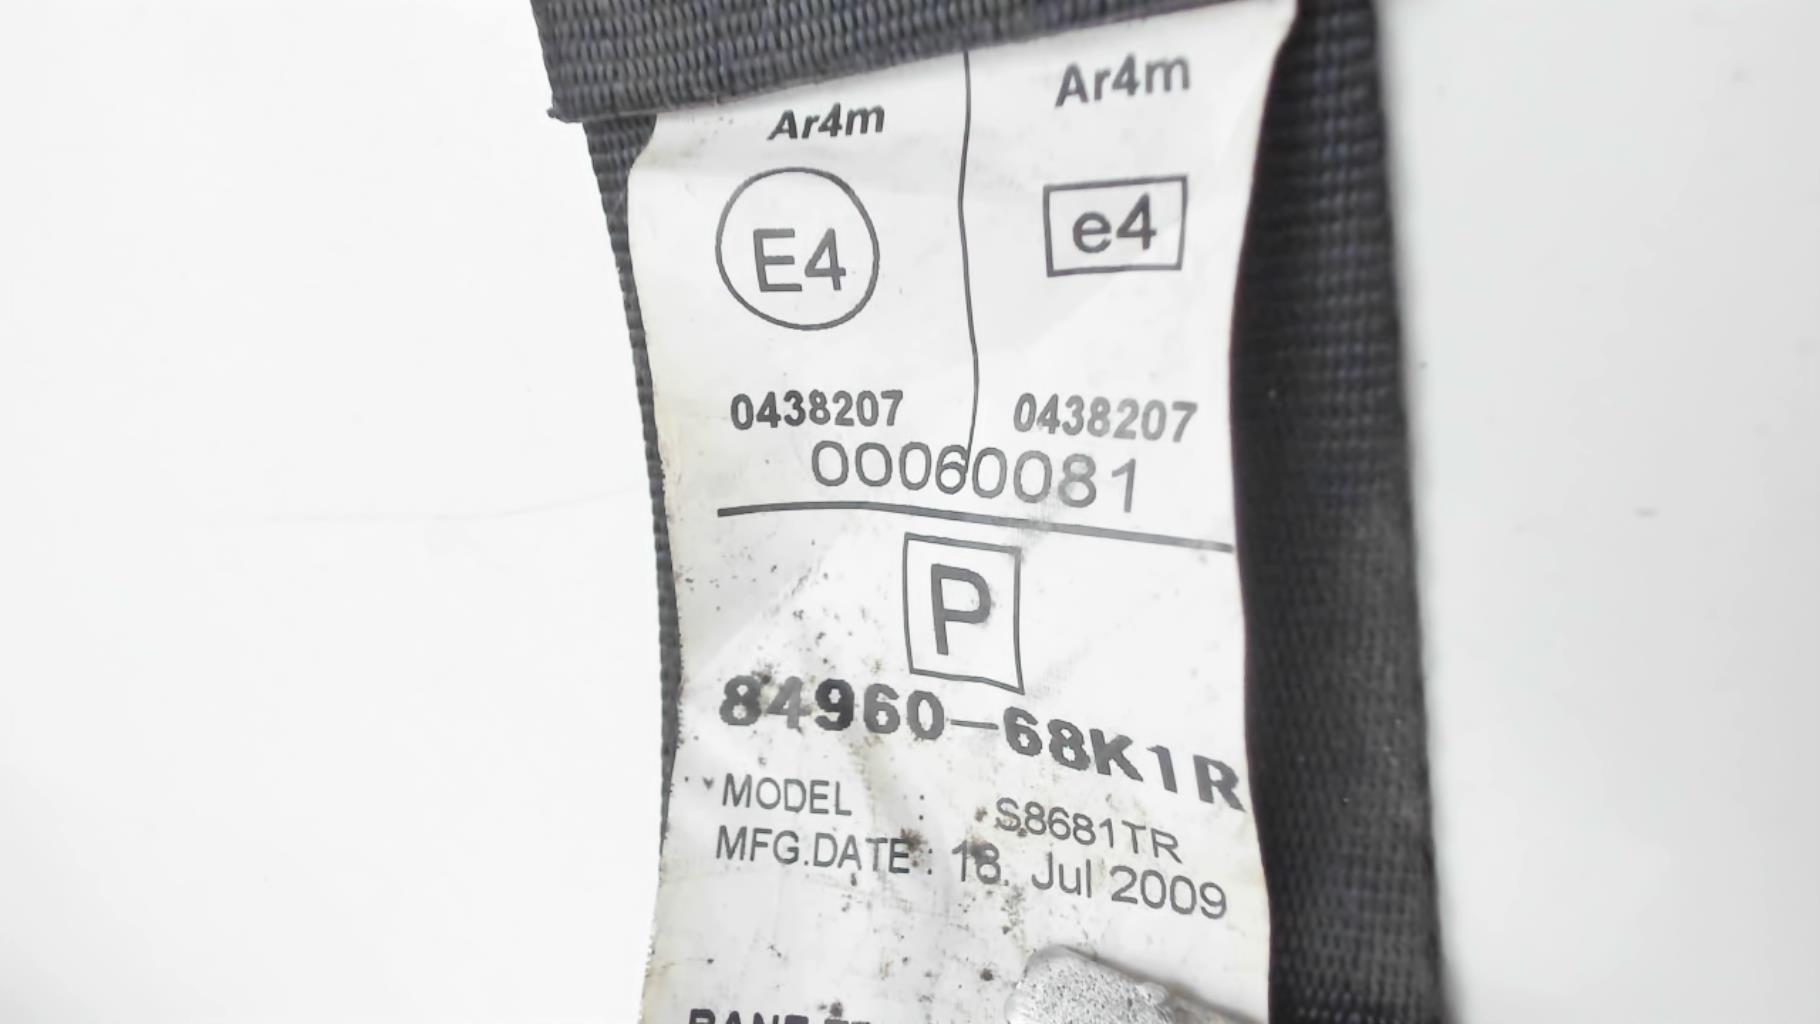 Ar4m Ar4m
E4 e4
0438207 0438207
00060081
P
84960-68K1R
MODEL : S8681TR
MFG.DATE : 18. Jul 2009